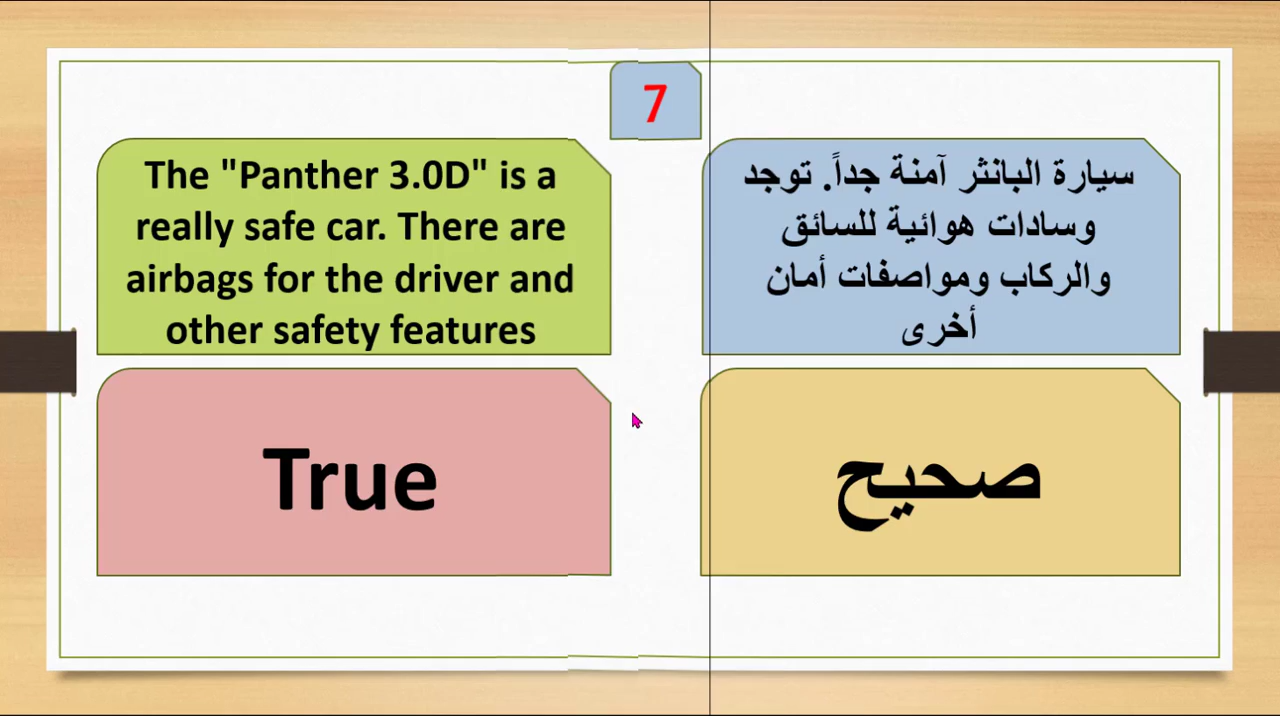 7
The "Panther 3.0D" is a
really safe car. There are
airbags for the driver and
other safety features
سيارة البانثر آمنة جداً. توجد
وسادات هوائية للسائق
والركاب ومواصفات أمان
أخرى
True
صحيح